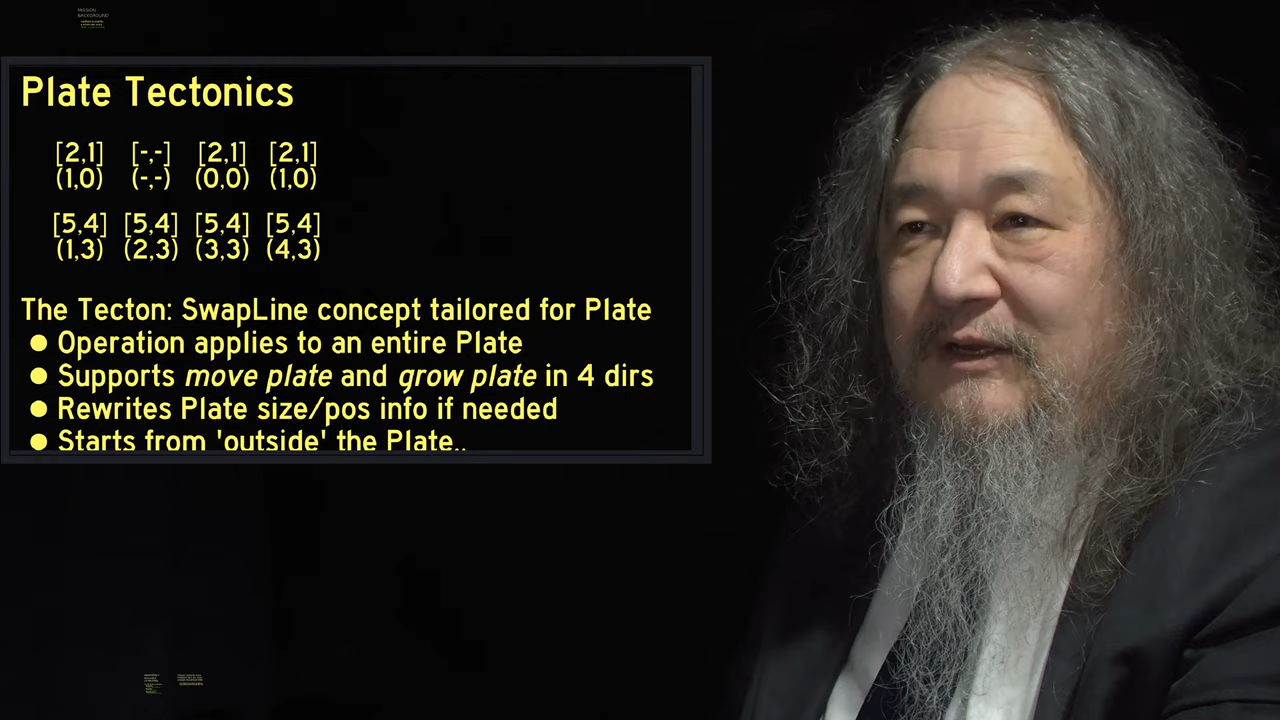 MISSION
BACKGROUND
Plate Tectonics
[2,1] [-,-] [2,1] [2,1]
(1,0) (-,-) (0,0) (1,0)
[5,4] [5,4] [5,4] [5,4]
(1,3) (2,3) (3,3) (4,3)
The Tecton: SwapLine concept tailored for Plate
● Operation applies to an entire Plate
● Supports move plate and grow plate in 4 dirs
● Rewrites Plate size/pos info if needed
● Starts from 'outside' the Plate..